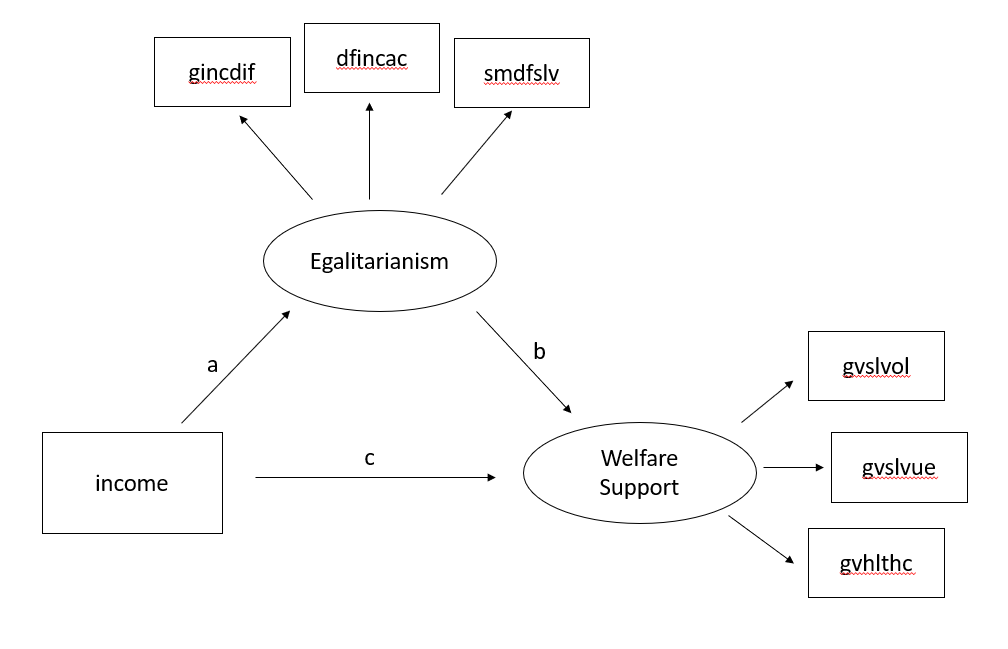 gincdif
dfincac
smdfslv
Egalitarianism
a
b
gvslvol
income
c
Welfare
Support
gvslvue
gvhlthc